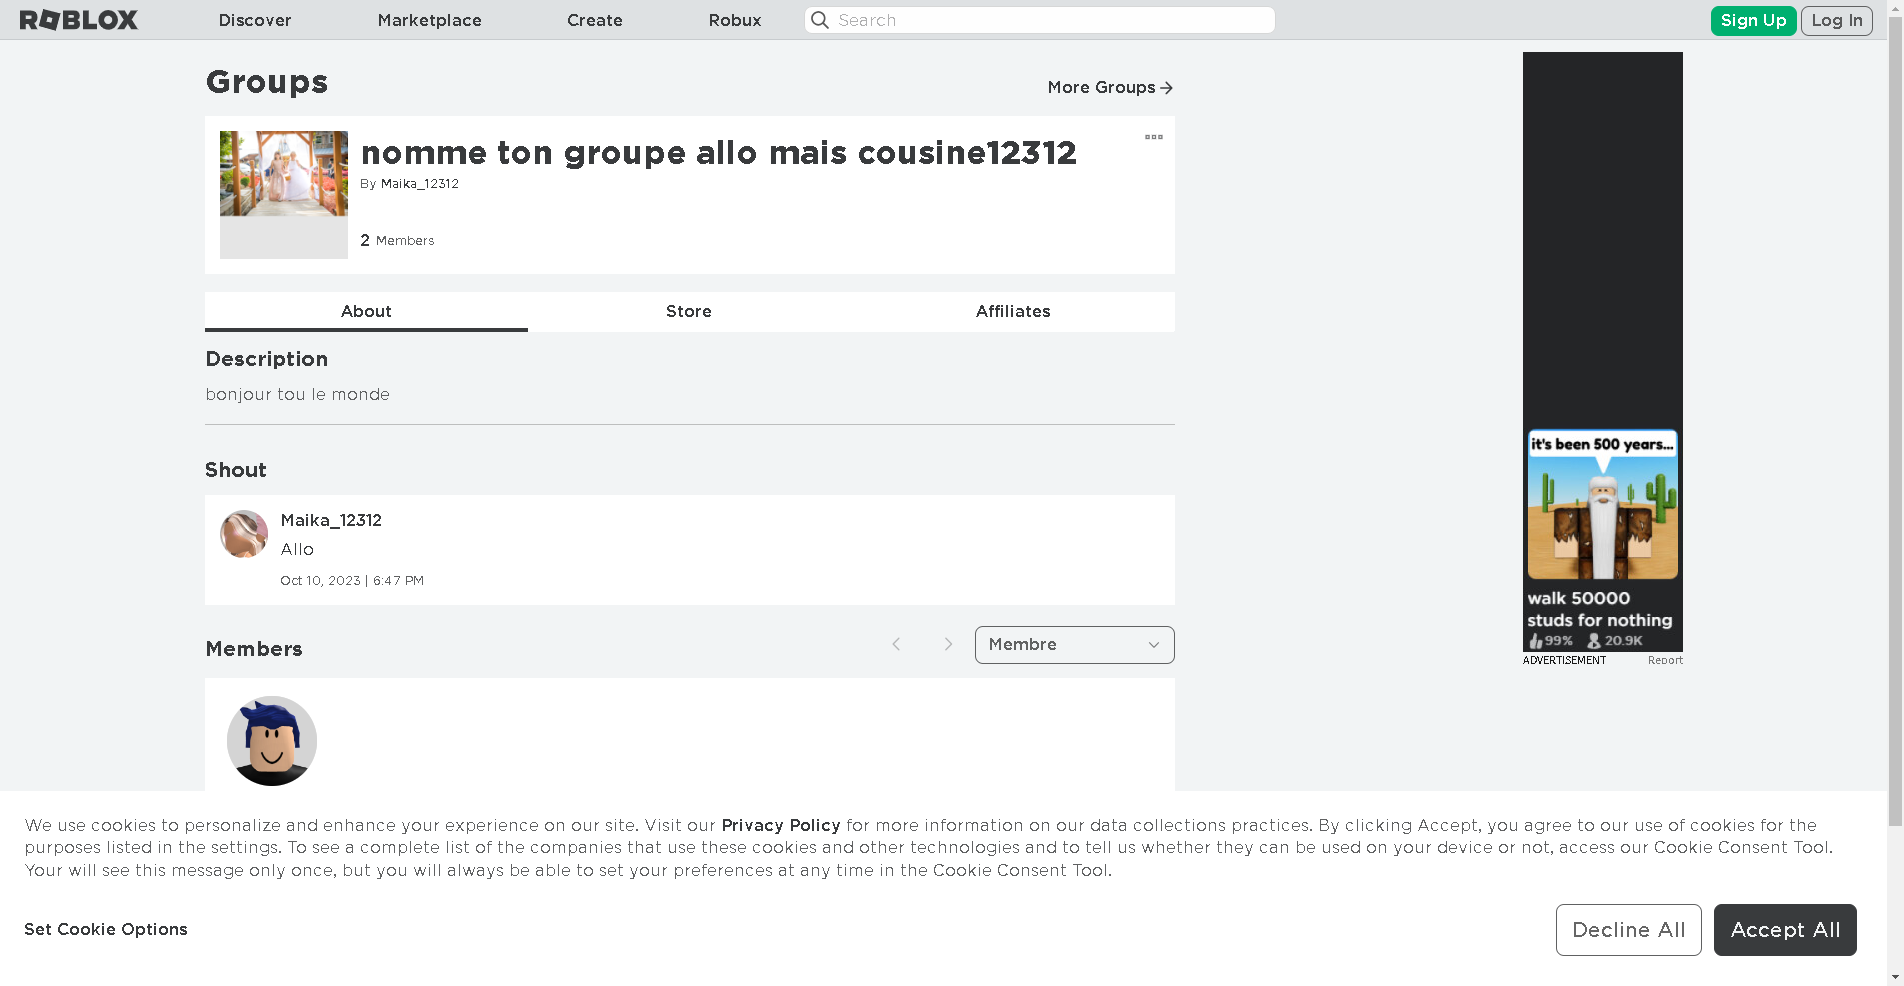 ROBLOX Discover Marketplace Create Robux Search Sign Up Log In
Groups
More Groups
nomme ton groupe allo mais cousine12312
By Maika_12312
2 Members
About Store Affiliates
Description
bonjour tou le monde
Shout
Maika_12312
Allo
Oct 10, 2023 | 6:47 PM
Members
Membre
it's been 500 years...
walk 50000
studs for nothing
99% 20.9K
ADVERTISEMENT Report
We use cookies to personalize and enhance your experience on our site. Visit our Privacy Policy for more information on our data collections practices. By clicking Accept, you agree to our use of cookies for the
purposes listed in the settings. To see a complete list of the companies that use these cookies and other technologies and to tell us whether they can be used on your device or not, access our Cookie Consent Tool.
Your will see this message only once, but you will always be able to set your preferences at any time in the Cookie Consent Tool.
Set Cookie Options
Decline All
Accept All